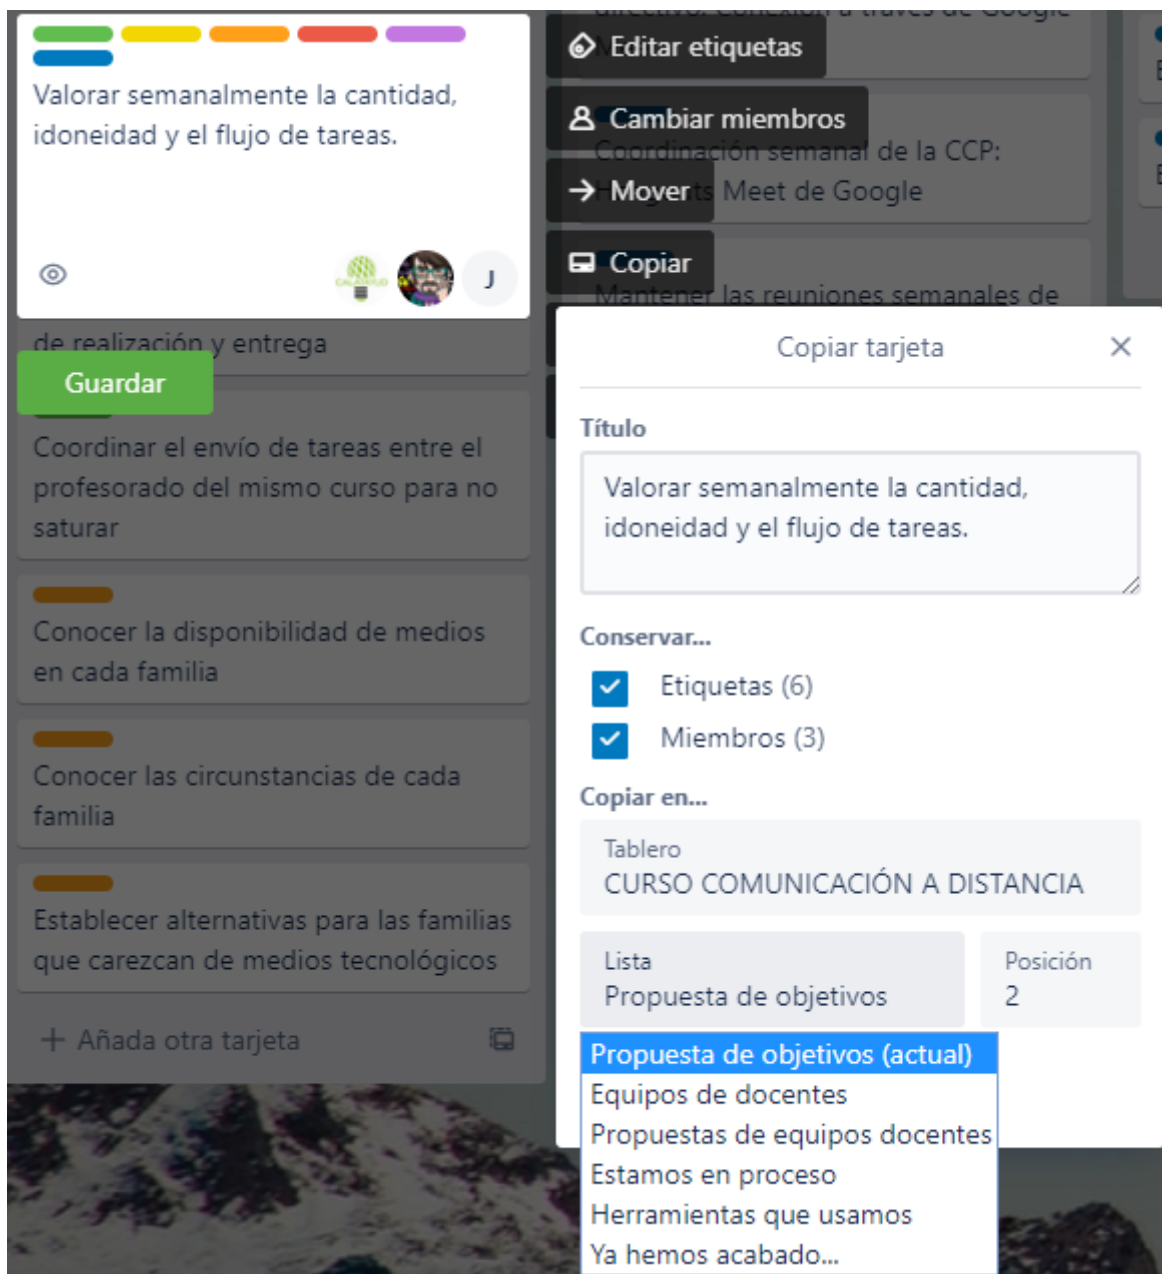 Valorar semanalmente la cantidad,
idoneidad y el flujo de tareas.
J
de realización y entrega
Guardar
Coordinar el envío de tareas entre el
profesorado del mismo curso para no
saturar
Conocer la disponibilidad de medios
en cada familia
Conocer las circunstancias de cada
familia
Establecer alternativas para las familias
que carezcan de medios tecnológicos
+ Añada otra tarjeta
directivo. Conexión a través de Google
Editar etiquetas
Cambiar miembros
Coordinación semanal de la CCP:
Mover
Meet de Google
Copiar
Mantener las reuniones semanales de
Copiar tarjeta
Título
Valorar semanalmente la cantidad,
idoneidad y el flujo de tareas.
Conservar...
Etiquetas (6)
Miembros (3)
Copiar en...
Tablero
CURSO COMUNICACIÓN A DISTANCIA
Lista
Propuesta de objetivos
Posición
2
Propuesta de objetivos (actual)
Equipos de docentes
Propuestas de equipos docentes
Estamos en proceso
Herramientas que usamos
Ya hemos acabado...